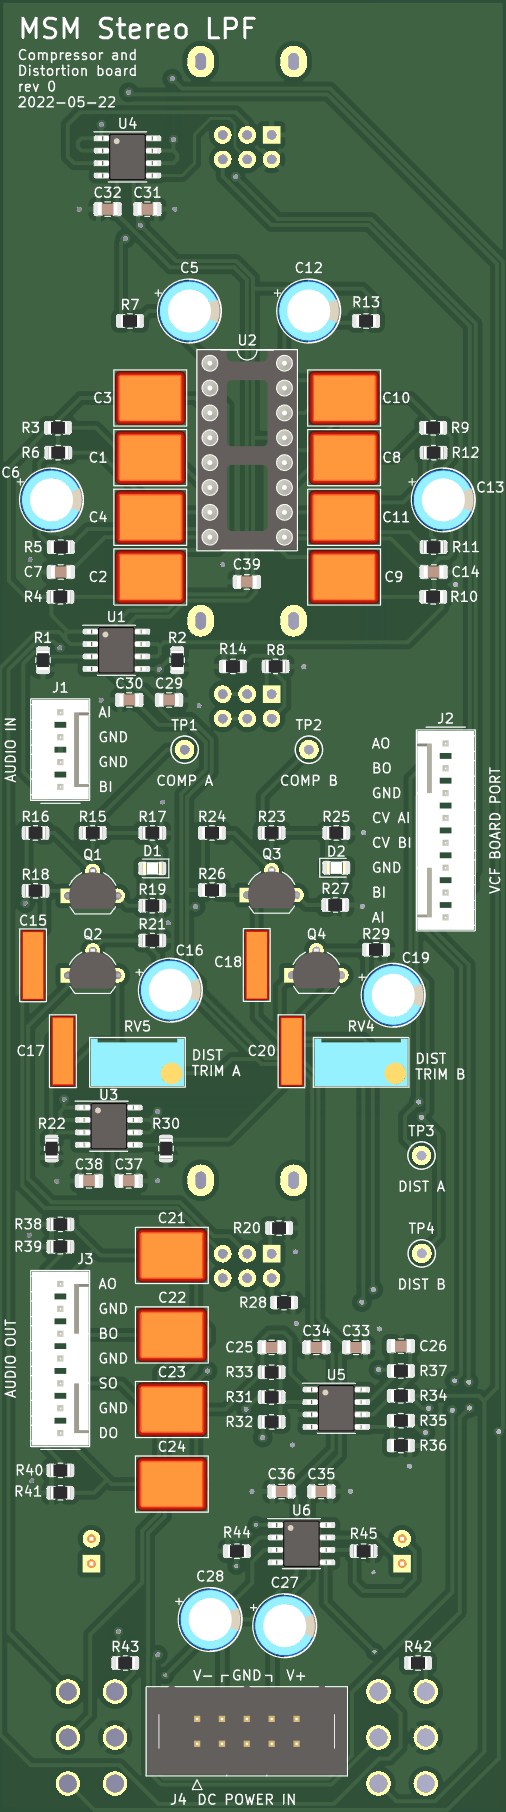 MSM Stereo LPF
Compressor and
Distortion board
rev 0
2022-05-22
U4
C32 C31
C5 C12
R7 R13
U2
C3 C10
R3 R9
R6 C1 C8 R12
C6 C13
C4 C11
R5 R11
C7 C39 C14
C2 C9
R4 R10
U1
R1 R2
R14 R8
C30 C29
J1
AUDIO IN
AI
GND
GND
BI
TP1 TP2
COMP A COMP B
J2
VCF BOARD PORT
AO
BO
GND
CV AI
CV BI
GND
BI
AI
R16 R15 R17 R24 R23 R25
Q1 D1 Q3 D2
R18 R26
R19 R27
C15 R21
Q2 Q4 R29
C16 C18 C19
RV5 RV4
C17 C20
DIST
TRIM A
DIST
TRIM B
U3
R22 R30
TP3
C38 C37
DIST A
C21
R38 R20
R39
TP4
J3
DIST B
AUDIO OUT
AO
GND
BO
GND
SO
GND
DO
C22
R28
C25 C34 C33 C26
C23
R33 U5 R37
R31 R34
R32 R35
C24 R36
R40
R41
C36 C35
U6
R44 R45
C28 C27
R43 R42
V- GND V+
J4 DC POWER IN